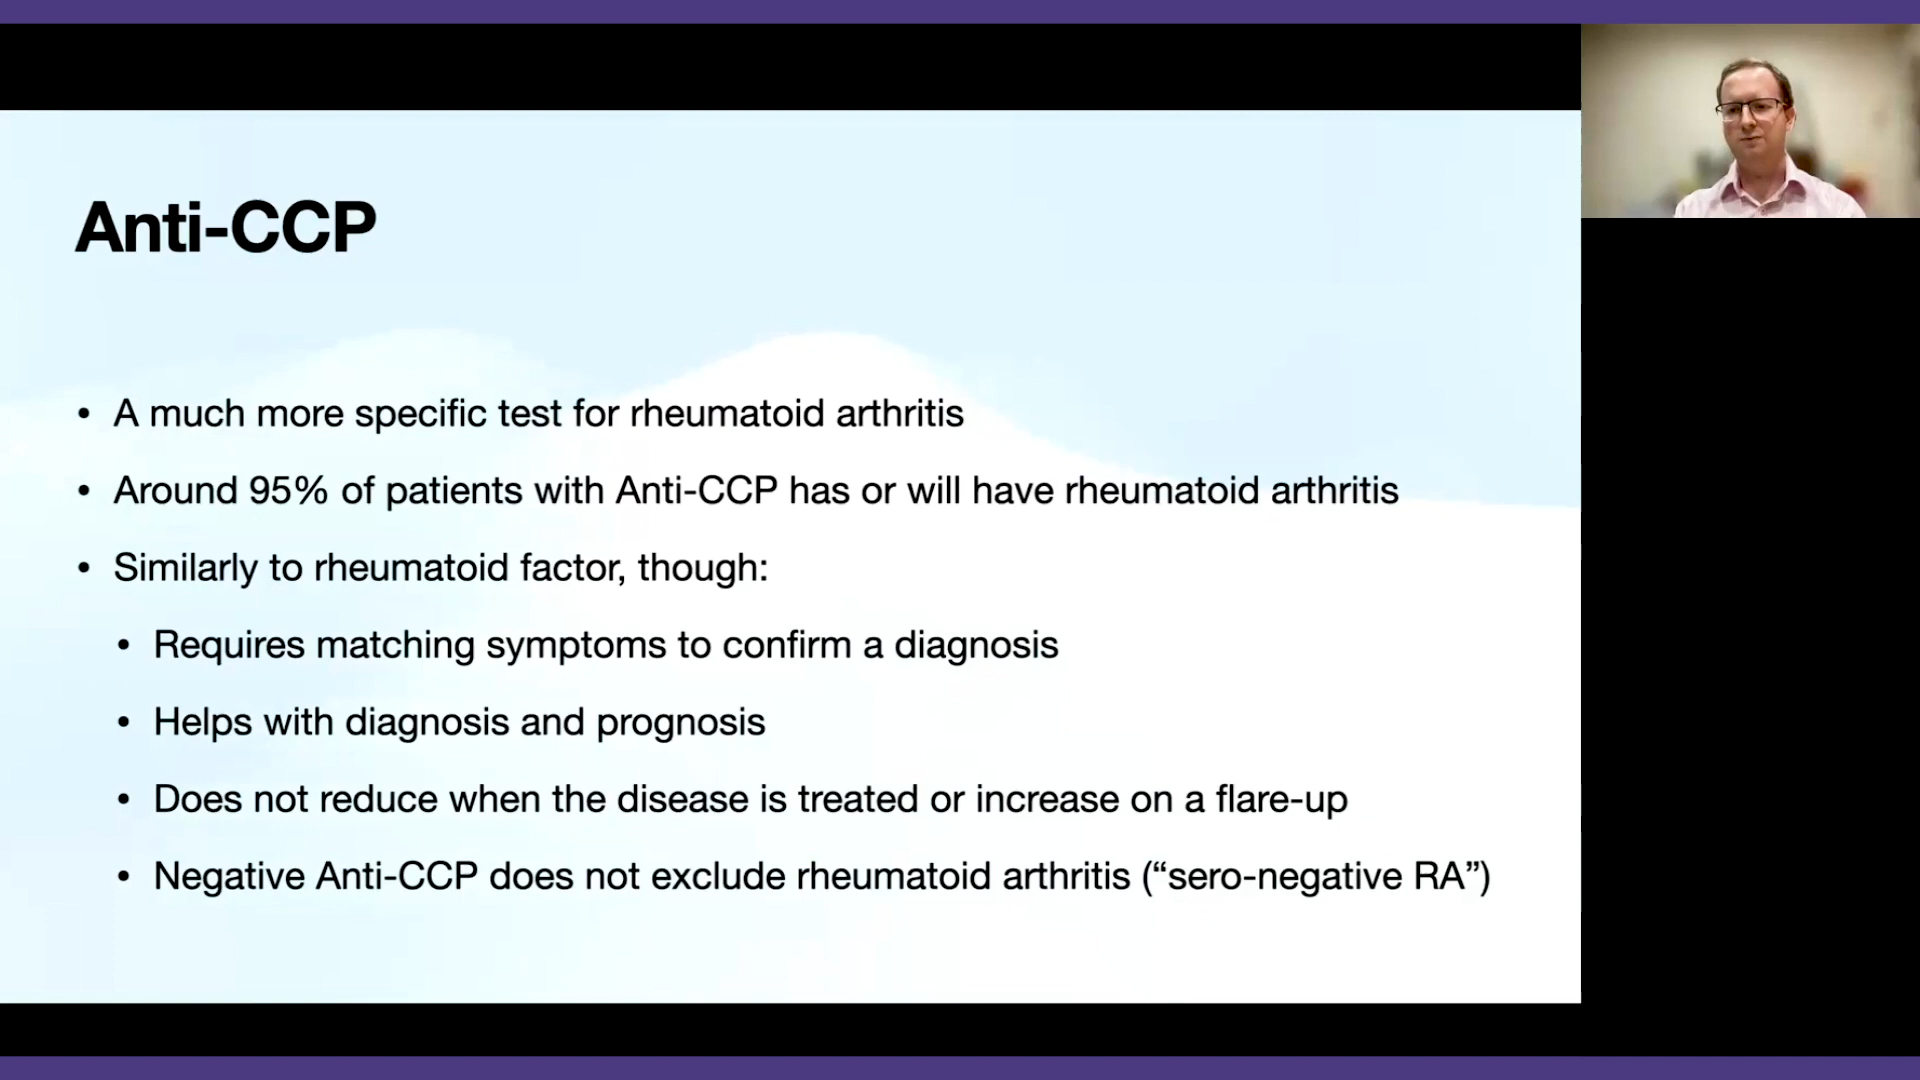 Anti-CCP
• A much more specific test for rheumatoid arthritis
• Around 95% of patients with Anti-CCP has or will have rheumatoid arthritis
• Similarly to rheumatoid factor, though:
• Requires matching symptoms to confirm a diagnosis
• Helps with diagnosis and prognosis
• Does not reduce when the disease is treated or increase on a flare-up
• Negative Anti-CCP does not exclude rheumatoid arthritis (“sero-negative RA”)